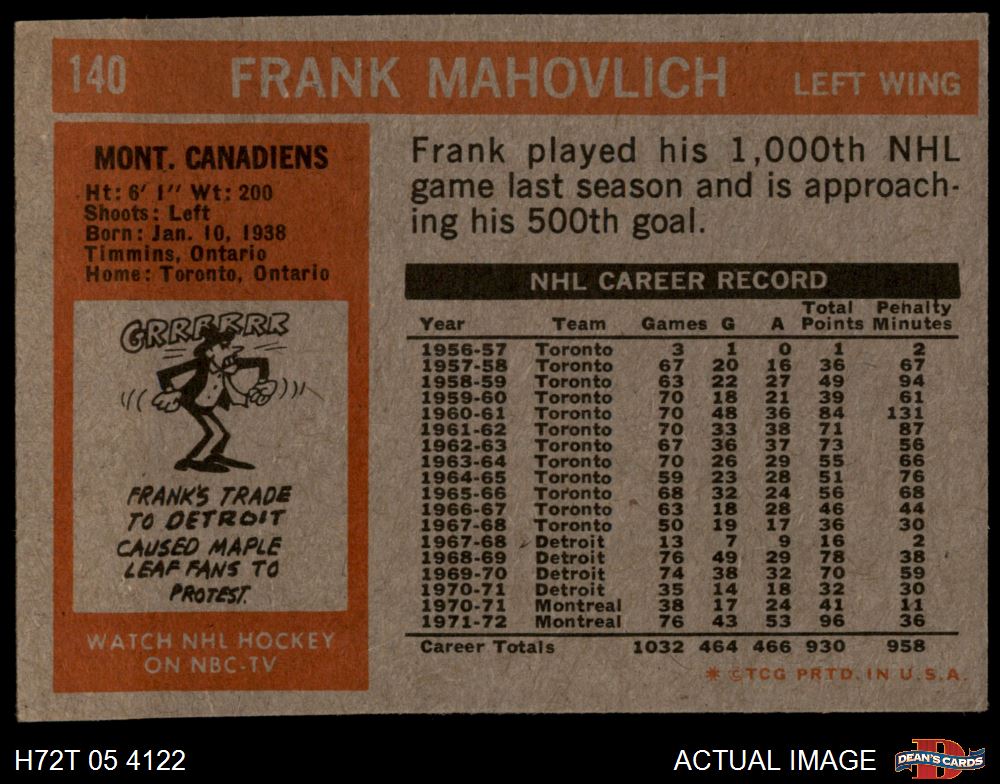 140 FRANK MAHOVLICH LEFT WING
MONT. CANADIENS
Ht: 6' 1" Wt: 200
Shoots: Left
Born: Jan. 10, 1938
Timmins, Ontario
Home: Toronto, Ontario
GRRRRRR
FRANK'S TRADE
TO DETROIT
CAUSED MAPLE
LEAF FANS TO
PROTEST.
WATCH NHL HOCKEY
ON NBC-TV
Frank played his 1,000th NHL
game last season and is approach-
ing his 500th goal.
NHL CAREER RECORD
Year Team Games G A Total Points Penalty Minutes
1956-57 Toronto 3 1 0 1 2
1957-58 Toronto 67 20 16 36 67
1958-59 Toronto 63 22 27 49 94
1959-60 Toronto 70 18 21 39 61
1960-61 Toronto 70 48 36 84 131
1961-62 Toronto 70 33 38 71 87
1962-63 Toronto 67 36 37 73 56
1963-64 Toronto 70 26 29 55 66
1964-65 Toronto 59 23 28 51 76
1965-66 Toronto 68 32 24 56 68
1966-67 Toronto 63 18 28 46 44
1967-68 Toronto 50 19 17 36 30
1967-68 Detroit 13 7 9 16 2
1968-69 Detroit 76 49 29 78 38
1969-70 Detroit 74 38 32 70 59
1970-71 Detroit 35 14 18 32 30
1970-71 Montreal 38 17 24 41 11
1971-72 Montreal 76 43 53 96 36
Career Totals 1032 464 466 930 958
* © TCG PRTD. IN U.S.A.
H72T 05 4122 ACTUAL IMAGE D DEAN'S CARDS